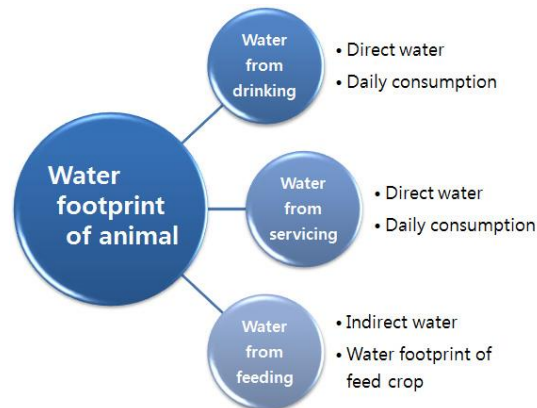 Water
footprint
of animal
Water
from
drinking
• Direct water
• Daily consumption
Water
from
servicing
• Direct water
• Daily consumption
Water
from
feeding
• Indirect water
• Water footprint of
feed crop